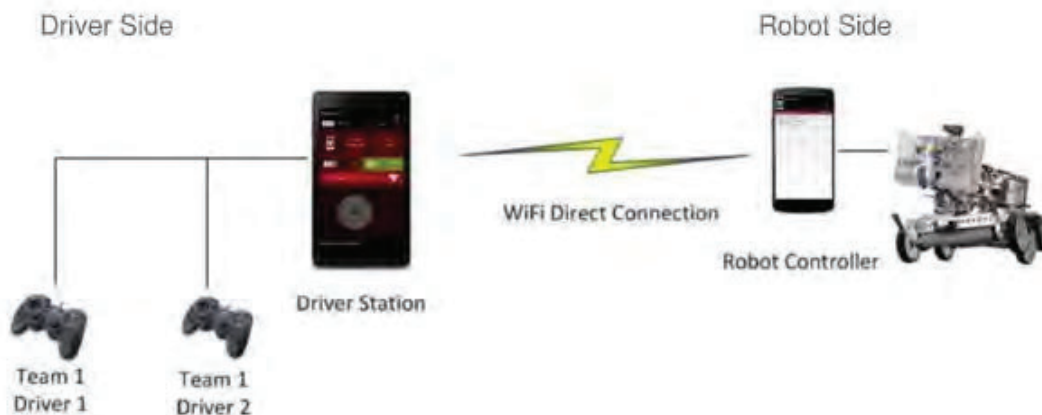 Driver Side
Robot Side
WiFi Direct Connection
Robot Controller
Driver Station
Team 1
Driver 1
Team 1
Driver 2